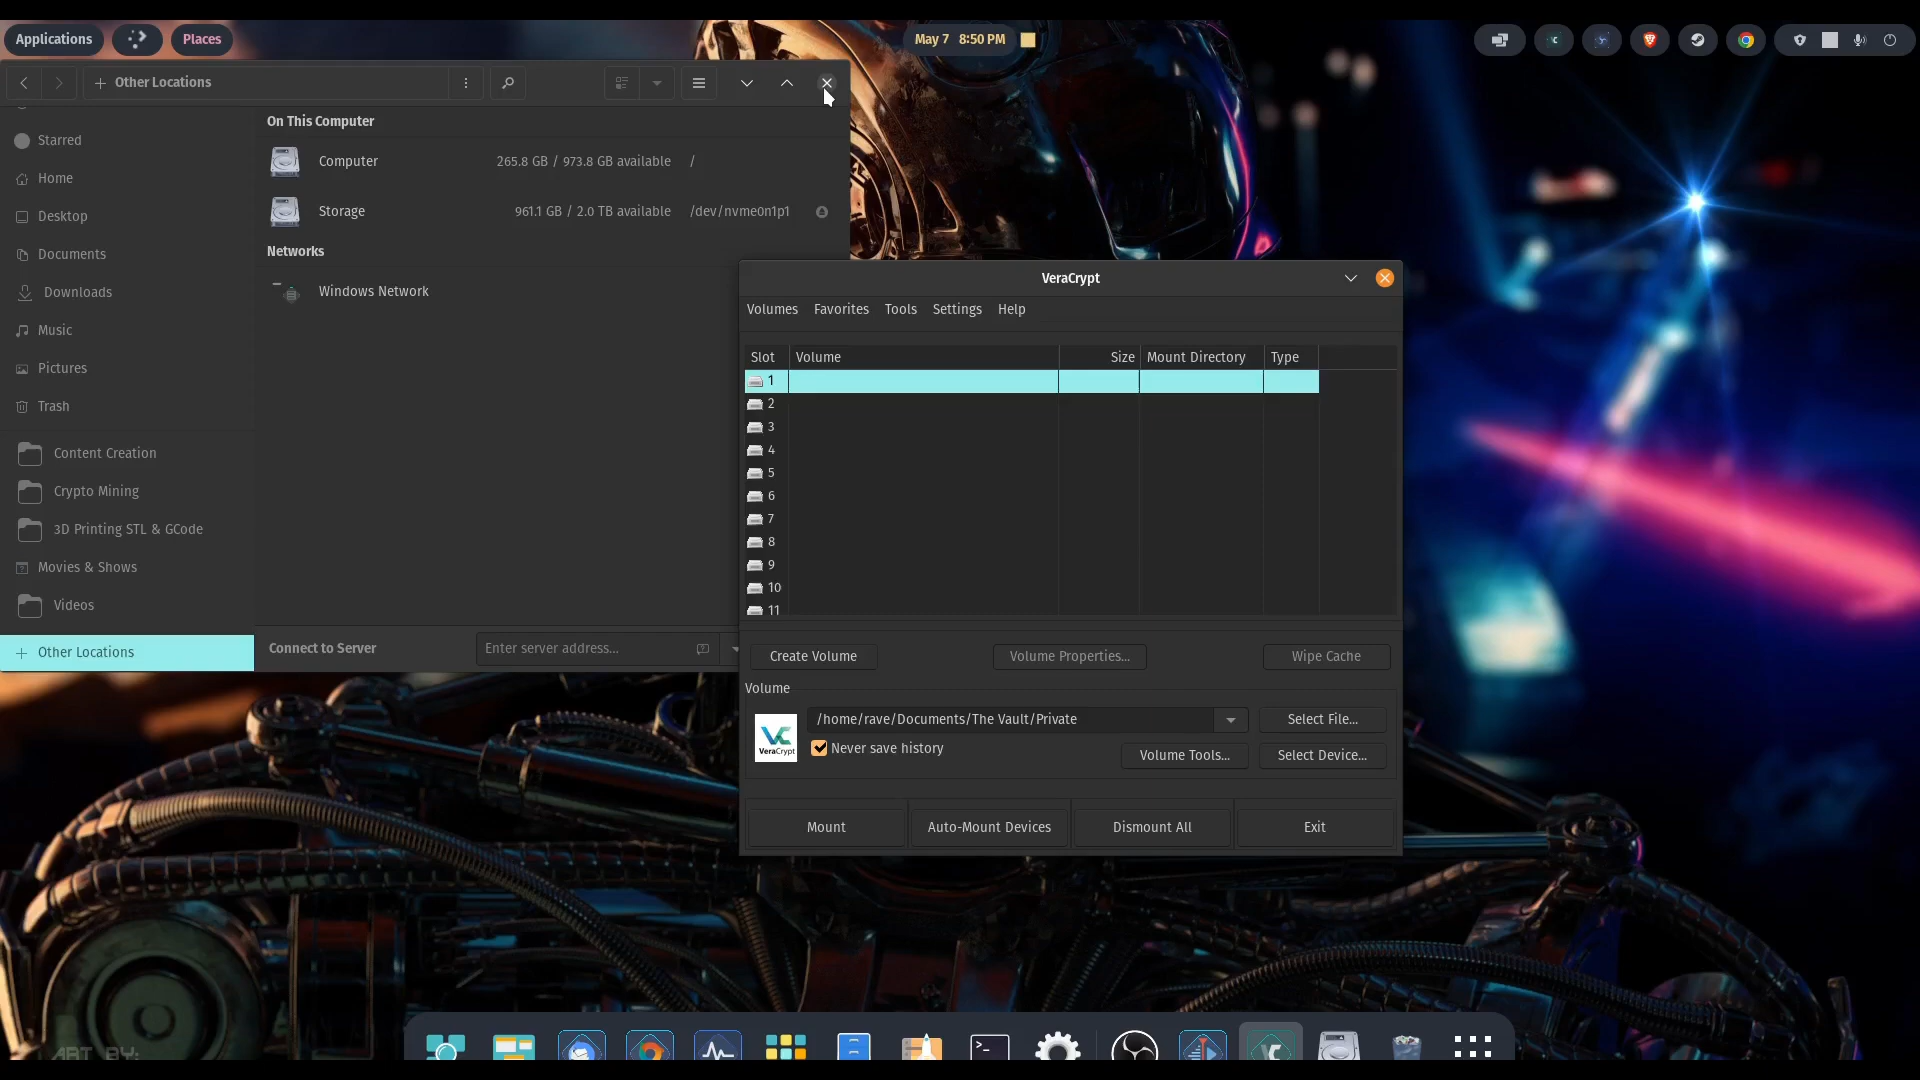 Applications
Places
May 7 8:50 PM
Other Locations
Starred
Home
Desktop
Documents
Downloads
Music
Pictures
Trash
Content Creation
Crypto Mining
3D Printing STL & GCode
Movies & Shows
Videos
Other Locations
On This Computer
Computer 265.8 GB / 973.8 GB available /
Storage 961.1 GB / 2.0 TB available /dev/nvme0n1p1
Networks
Windows Network
Connect to Server Enter server address...
VeraCrypt
Volumes Favorites Tools Settings Help
Slot Volume Size Mount Directory Type
1
2
3
4
5
6
7
8
9
10
11
Create Volume Volume Properties... Wipe Cache
Volume
VeraCrypt
/home/rave/Documents/The Vault/Private Select File...
Never save history Volume Tools... Select Device...
Mount Auto-Mount Devices Dismount All Exit
ART BY: